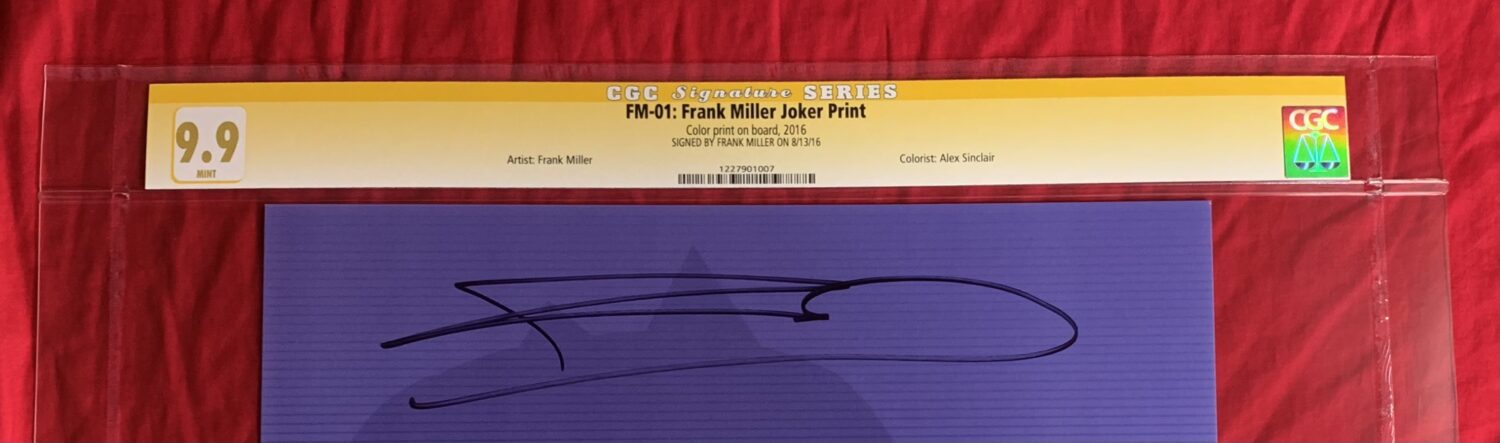 CGC Signature SERIES
FM-01: Frank Miller Joker Print
Color print on board, 2016
SIGNED BY FRANK MILLER ON 8/13/16
9.9
MINT
Artist: Frank Miller
Colorist: Alex Sinclair
1227901007
CGC